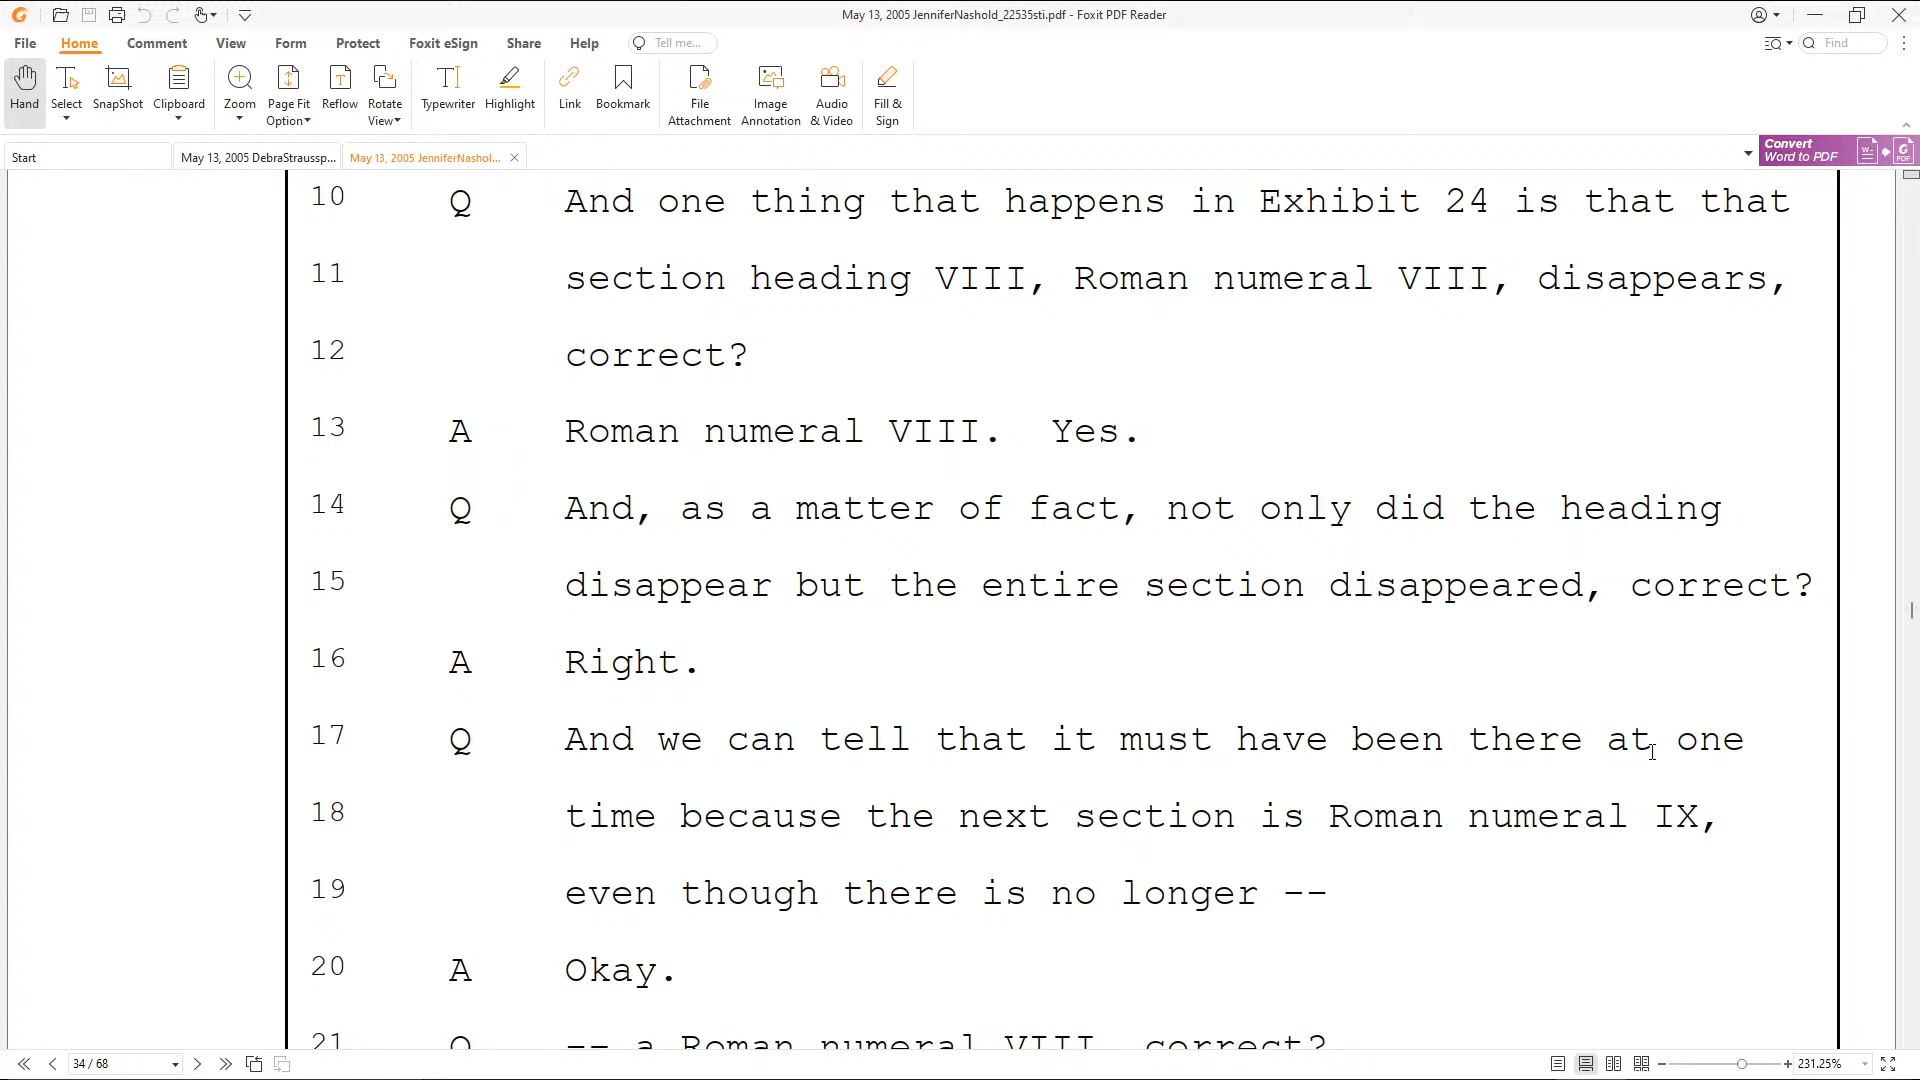 May 13, 2005 JenniferNashold_22535sti.pdf - Foxit PDF Reader
File Home Comment View Form Protect Foxit eSign Share Help Tell me... Find
Hand Select SnapShot Clipboard Zoom Page Fit Option Reflow Rotate View Typewriter Highlight Link Bookmark File Attachment Image Annotation Audio & Video Fill & Sign
Start May 13, 2005 DebraStraussp... May 13, 2005 JenniferNashol... Convert Word to PDF
10 Q And one thing that happens in Exhibit 24 is that that
11 section heading VIII, Roman numeral VIII, disappears,
12 correct?
13 A Roman numeral VIII. Yes.
14 Q And, as a matter of fact, not only did the heading
15 disappear but the entire section disappeared, correct?
16 A Right.
17 Q And we can tell that it must have been there at one
18 time because the next section is Roman numeral IX,
19 even though there is no longer --
20 A Okay.
21 Q -- a Roman numeral VIII, correct?
34 / 68 231.25%